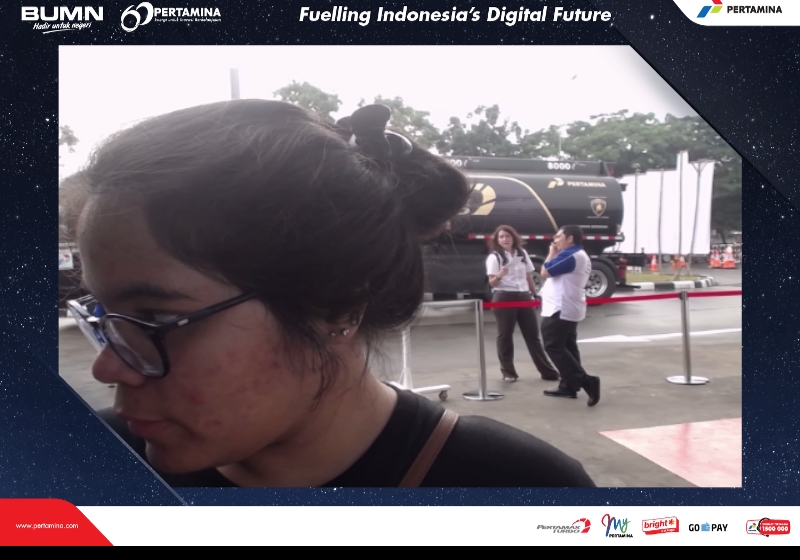 BUMN
Hadir untuk negeri
60 PERTAMINA
Fuelling Indonesia's Digital Future
PERTAMINA
8000
PERTAMINA
www.pertamina.com
PERTAMAX
TURBO
My
PERTAMINA
bright
GO PAY
1500 000